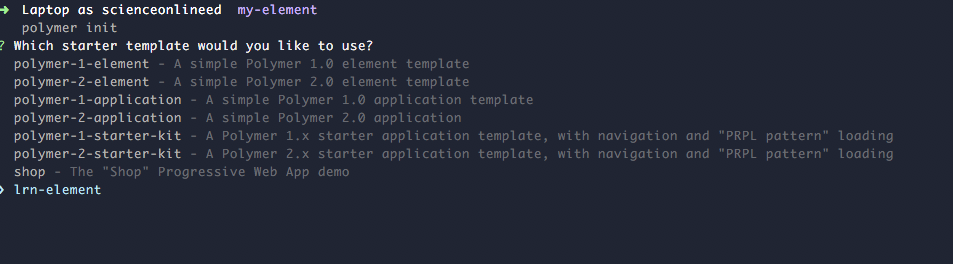 ➜ Laptop as scienceonlineed my-element
polymer init
? Which starter template would you like to use?
polymer-1-element - A simple Polymer 1.0 element template
polymer-2-element - A simple Polymer 2.0 element template
polymer-1-application - A simple Polymer 1.0 application template
polymer-2-application - A simple Polymer 2.0 application
polymer-1-starter-kit - A Polymer 1.x starter application template, with navigation and "PRPL pattern" loading
polymer-2-starter-kit - A Polymer 2.x starter application template, with navigation and "PRPL pattern" loading
shop - The "Shop" Progressive Web App demo
❯ lrn-element